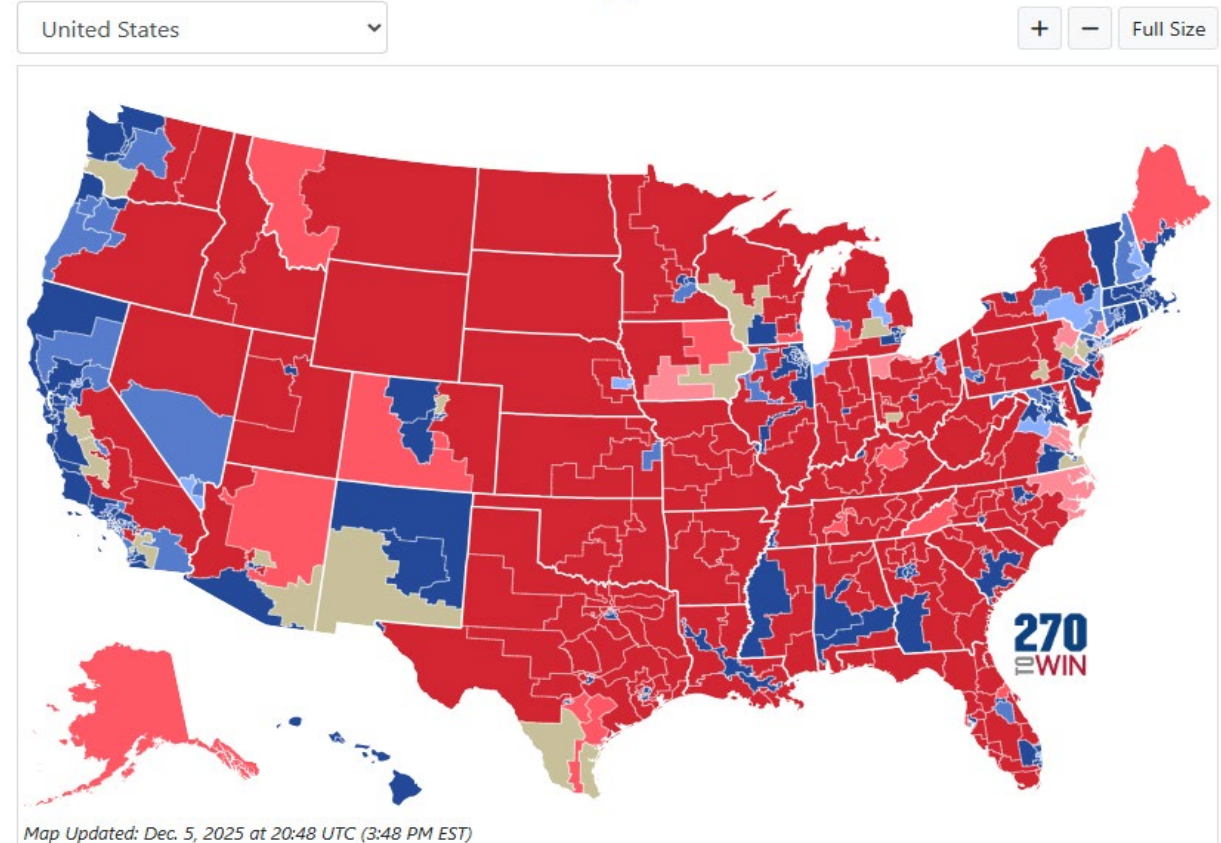 United States
+
−
Full Size
270
TO WIN
Map Updated: Dec. 5, 2025 at 20:48 UTC (3:48 PM EST)